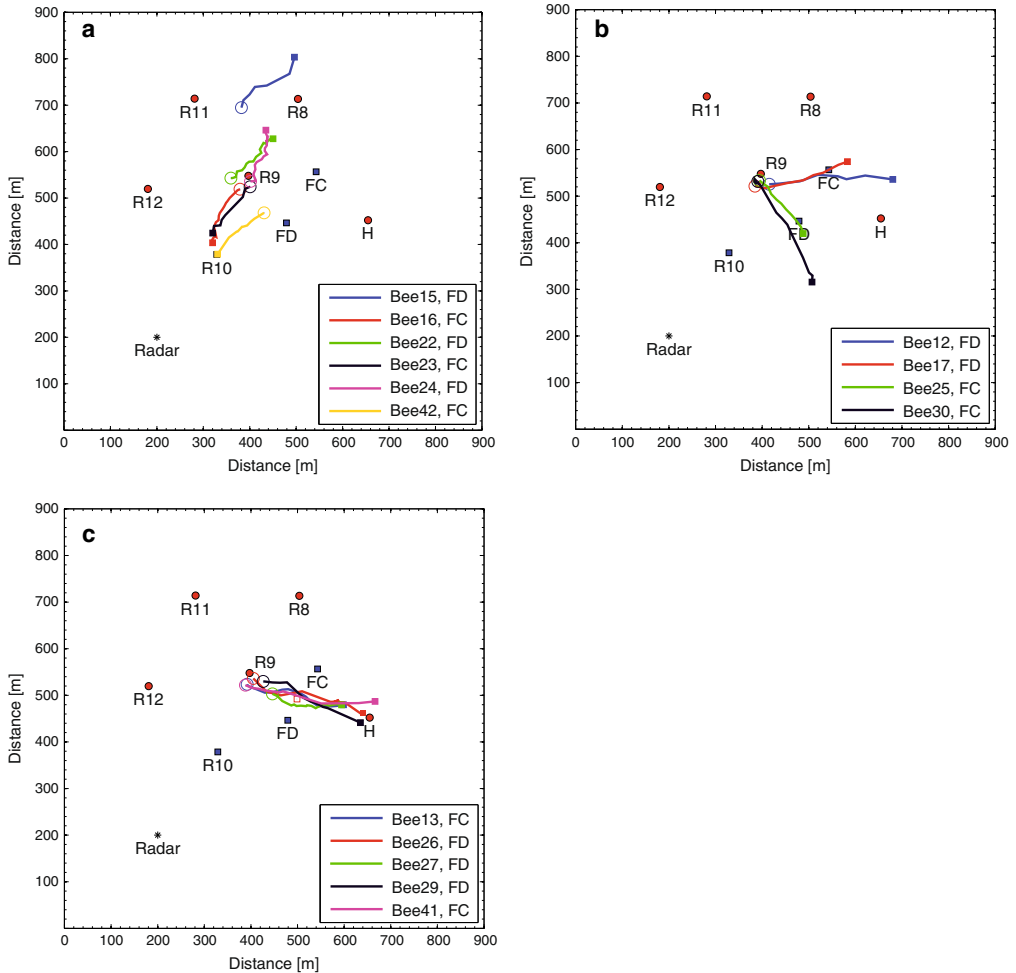 a
900
800
700
600
500
400
300
200
100
0 100 200 300 400 500 600 700 800 900
Distance [m]
Distance [m]
R11
R8
R9
FC
R12
FD
H
R10
Radar
Bee15, FD
Bee16, FC
Bee22, FD
Bee23, FC
Bee24, FD
Bee42, FC
b
900
800
700
600
500
400
300
200
100
0 100 200 300 400 500 600 700 800 900
Distance [m]
Distance [m]
R11
R8
R9
FC
R12
FD
H
R10
Radar
Bee12, FD
Bee17, FD
Bee25, FC
Bee30, FC
c
900
800
700
600
500
400
300
200
100
0 100 200 300 400 500 600 700 800 900
Distance [m]
Distance [m]
R11
R8
R9
FC
R12
FD
H
R10
Radar
Bee13, FC
Bee26, FD
Bee27, FD
Bee29, FD
Bee41, FC